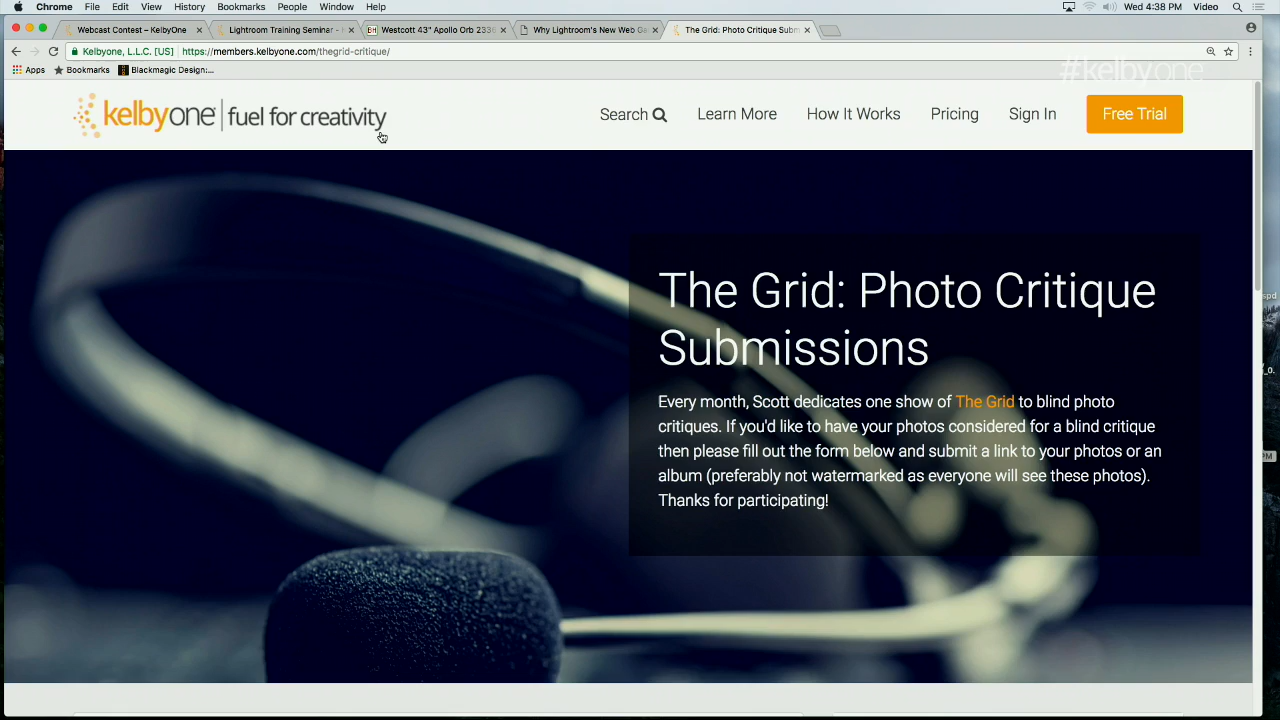 Chrome File Edit View History Bookmarks People Window Help Wed 4:38 PM Video
Webcast Contest – KelbyOne Lightroom Training Seminar - Westcott 43" Apollo Orb 233 Why Lightroom's New Web Ga The Grid: Photo Critique Subm
Kelbyone, L.L.C. [US] https://members.kelbyone.com/thegrid-critique/
Apps Bookmarks Blackmagic Design:...
#kelbyone
kelbyone | fuel for creativity Search Learn More How It Works Pricing Sign In Free Trial
The Grid: Photo Critique
Submissions
Every month, Scott dedicates one show of The Grid to blind photo
critiques. If you'd like to have your photos considered for a blind critique
then please fill out the form below and submit a link to your photos or an
album (preferably not watermarked as everyone will see these photos).
Thanks for participating!
spd
PM